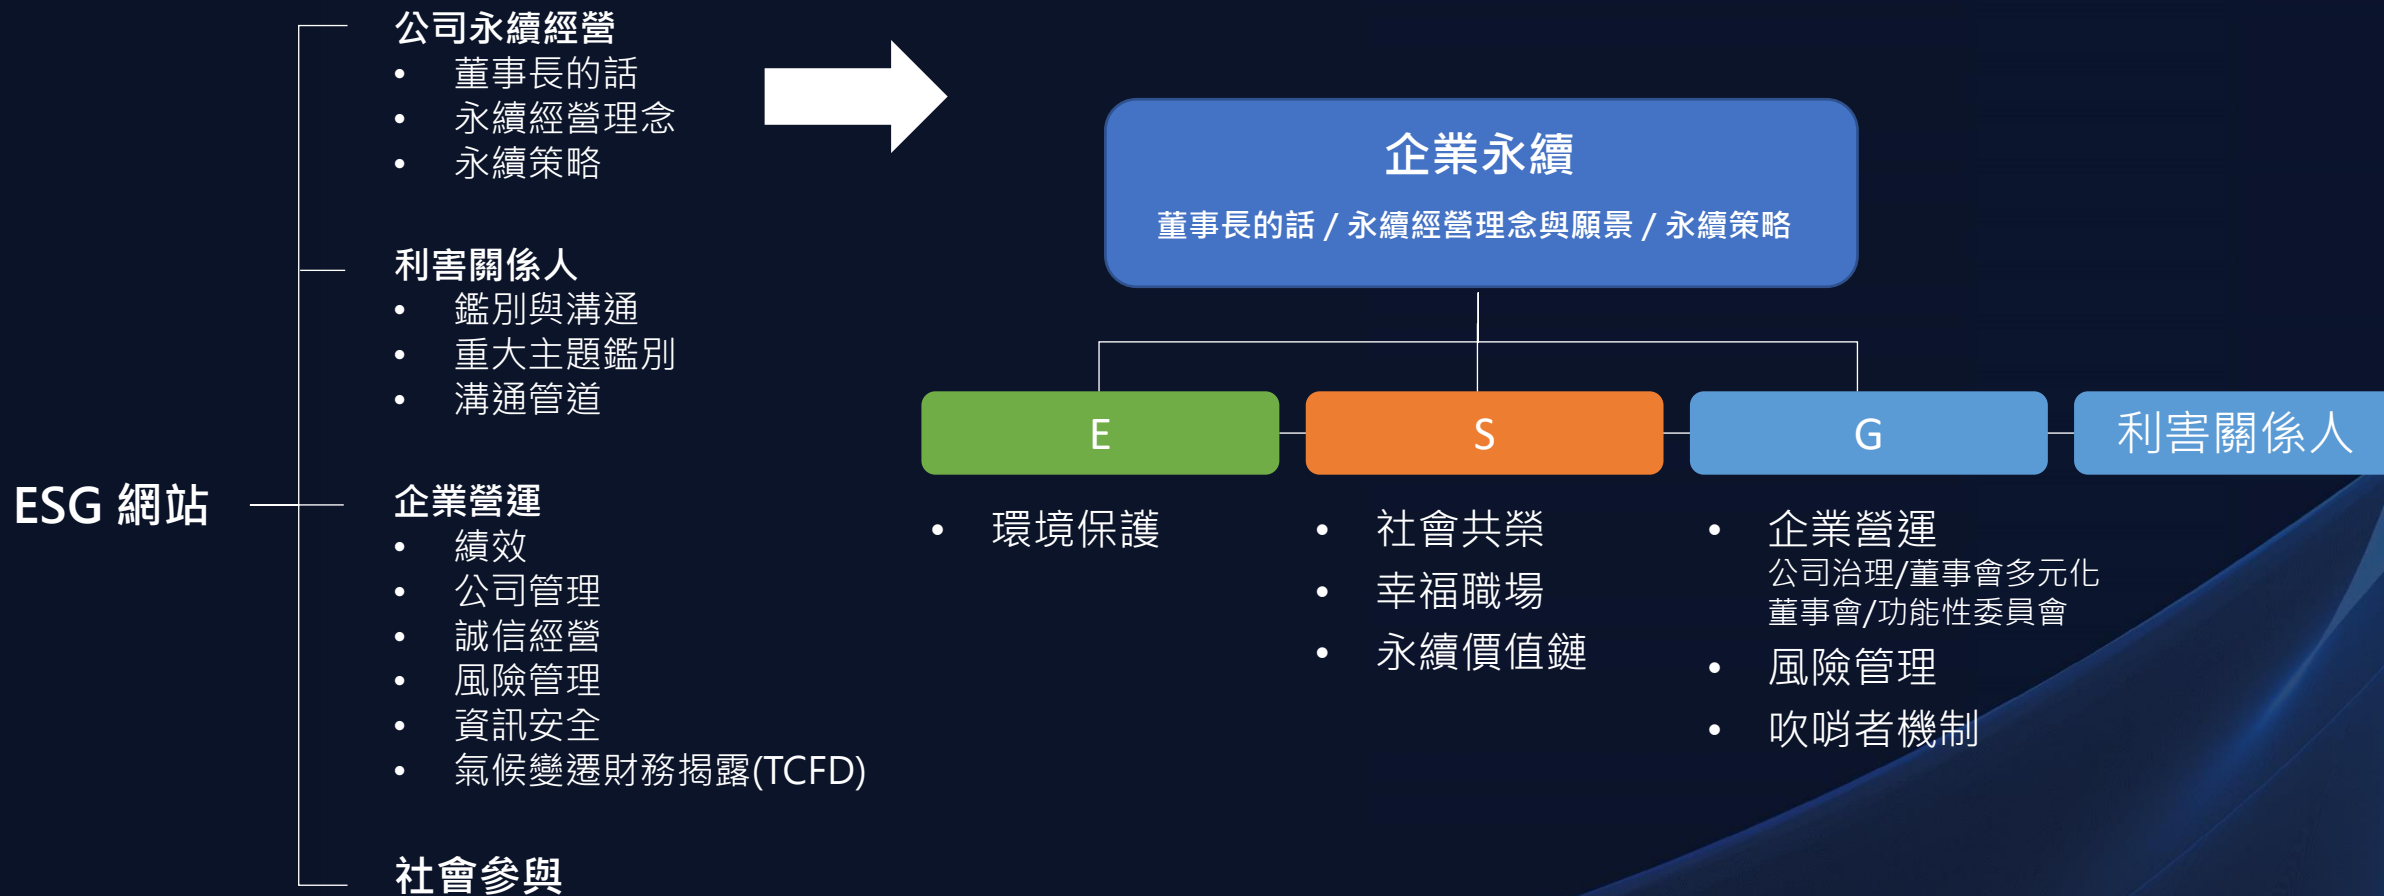 ESG 網站
公司永續經營
• 董事長的話
• 永續經營理念
• 永續策略
利害關係人
• 鑑別與溝通
• 重大主題鑑別
• 溝通管道
企業營運
• 績效
• 公司管理
• 誠信經營
• 風險管理
• 資訊安全
• 氣候變遷財務揭露(TCFD)
社會參與
企業永續
董事長的話 / 永續經營理念與願景 / 永續策略
E
• 環境保護
S
• 社會共榮
• 幸福職場
• 永續價值鏈
G
• 企業營運
公司治理/董事會多元化
董事會/功能性委員會
• 風險管理
• 吹哨者機制
利害關係人